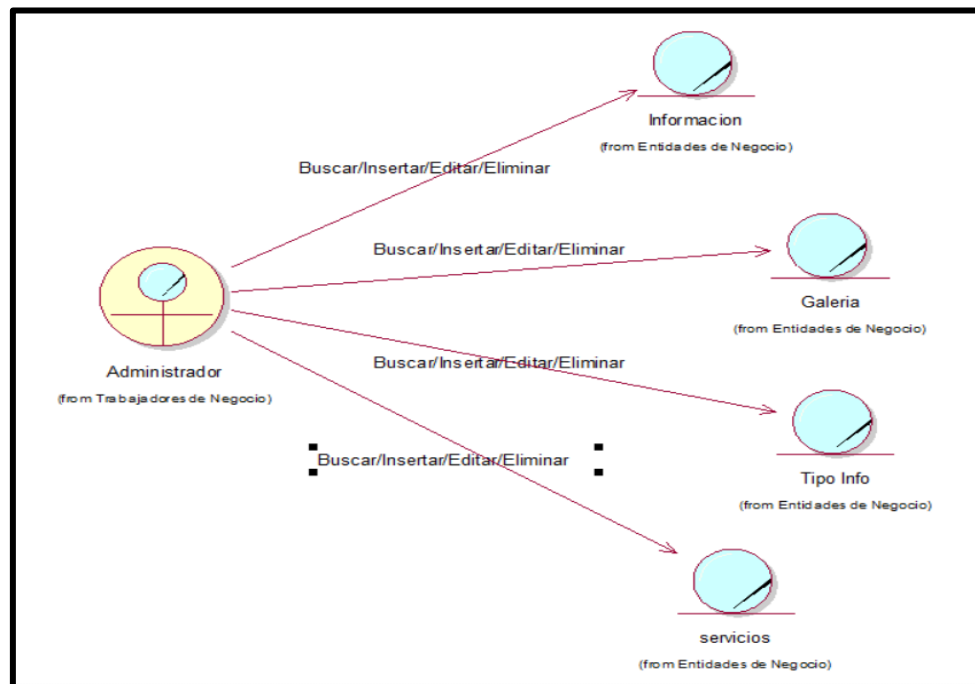 Informacion
(from Entidades de Negocio)
Buscar/Insertar/Editar/Eliminar
Buscar/Insertar/Editar/Eliminar
Galeria
(from Entidades de Negocio)
Administrador
(from Trabajadores de Negocio)
Buscar/Insertar/Editar/Eliminar
Tipo Info
(from Entidades de Negocio)
Buscar/Insertar/Editar/Eliminar
servicios
(from Entidades de Negocio)